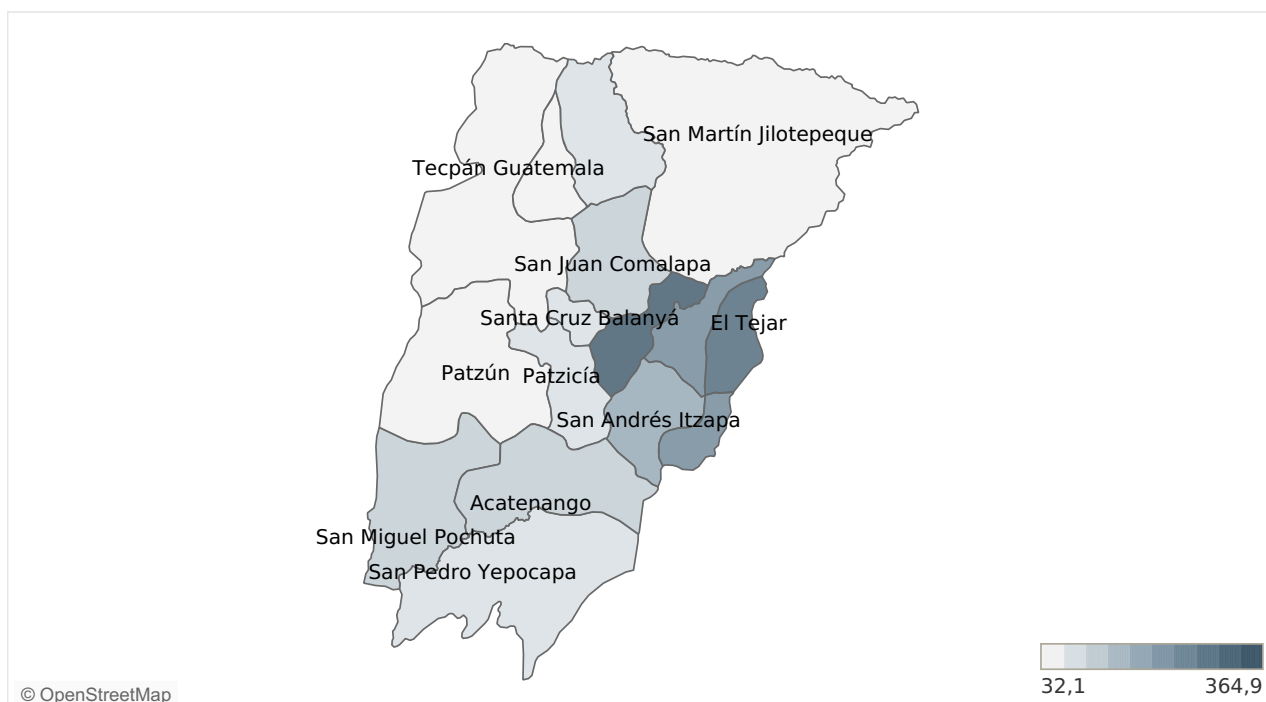 San Martín Jilotepeque
Tecpán Guatemala
San Juan Comalapa
Santa Cruz Balanyá
El Tejar
Patzún
Patzicía
San Andrés Itzapa
Acatenango
San Miguel Pochuta
San Pedro Yepocapa
32,1
364,9
© OpenStreetMap